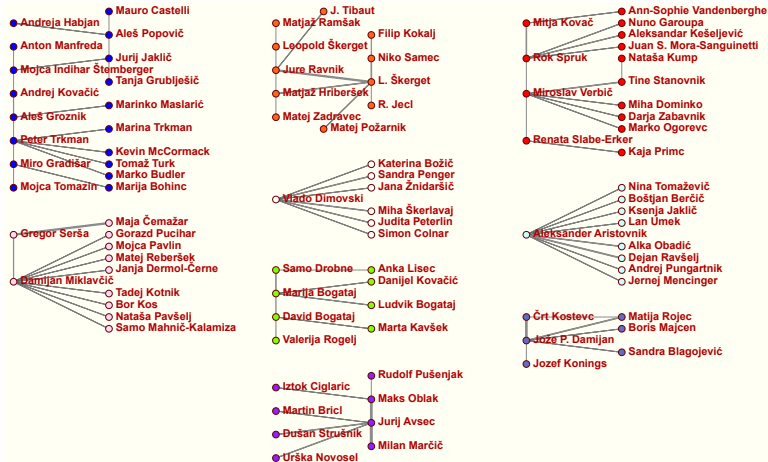 Andreja Habjan
Anton Manfreda
Mojca Indihar Štemberger
Andrej Kovačić
Aleš Groznik
Peter Trkman
Miro Gradišar
Mojca Tomazin
Mauro Castelli
Aleš Popovič
Jurij Jaklič
Tanja Grublješič
Marinko Maslarić
Marina Trkman
Kevin McCormack
Tomaž Turk
Marko Budler
Marija Bohinc
Matjaž Ramšak
Leopold Škerget
Jure Ravnik
Matjaž Hriberšek
Matej Zadravec
J. Tibaut
Matej Požarnik
Filip Kokalj
Niko Samec
L. Škerget
R. Jecl
Mitja Kovač
Rok Spruk
Miroslav Verbič
Renata Slabe-Erker
Ann-Sophie Vandenberghe
Nuno Garoupa
Aleksandar Kešeljević
Juan S. Mora-Sanguinetti
Nataša Kump
Tine Stanovnik
Miha Dominko
Darja Zabavnik
Marko Ogorevc
Kaja Primc
Gregor Serša
Damijan Miklavčič
Maja Čemažar
Gorazd Pucihar
Mojca Pavlin
Matej Reberšek
Janja Dermol-Černe
Tadej Kotnik
Bor Kos
Nataša Pavšelj
Samo Mahnič-Kalamiza
Vlado Dimovski
Katerina Božič
Sandra Penger
Jana Žnidaršič
Miha Škerlavaj
Judita Peterlin
Simon Colnar
Aleksander Aristovnik
Nina Tomaževič
Boštjan Berčič
Ksenja Jaklič
Lan Umek
Alka Obadić
Dejan Ravšelj
Andrej Pungartnik
Jernej Mencinger
Samo Drobne
Marija Bogataj
David Bogataj
Valerija Rogelj
Anka Lisec
Danijel Kovačić
Ludvik Bogataj
Marta Kavšek
Črt Kostevc
Jože P. Damijan
Jozef Konings
Matija Rojec
Boris Majcen
Sandra Blagojević
Iztok Ciglaric
Martin Bricl
Dušan Strušnik
Urška Novosel
Rudolf Pušenjak
Maks Oblak
Jurij Avsec
Milan Marčič